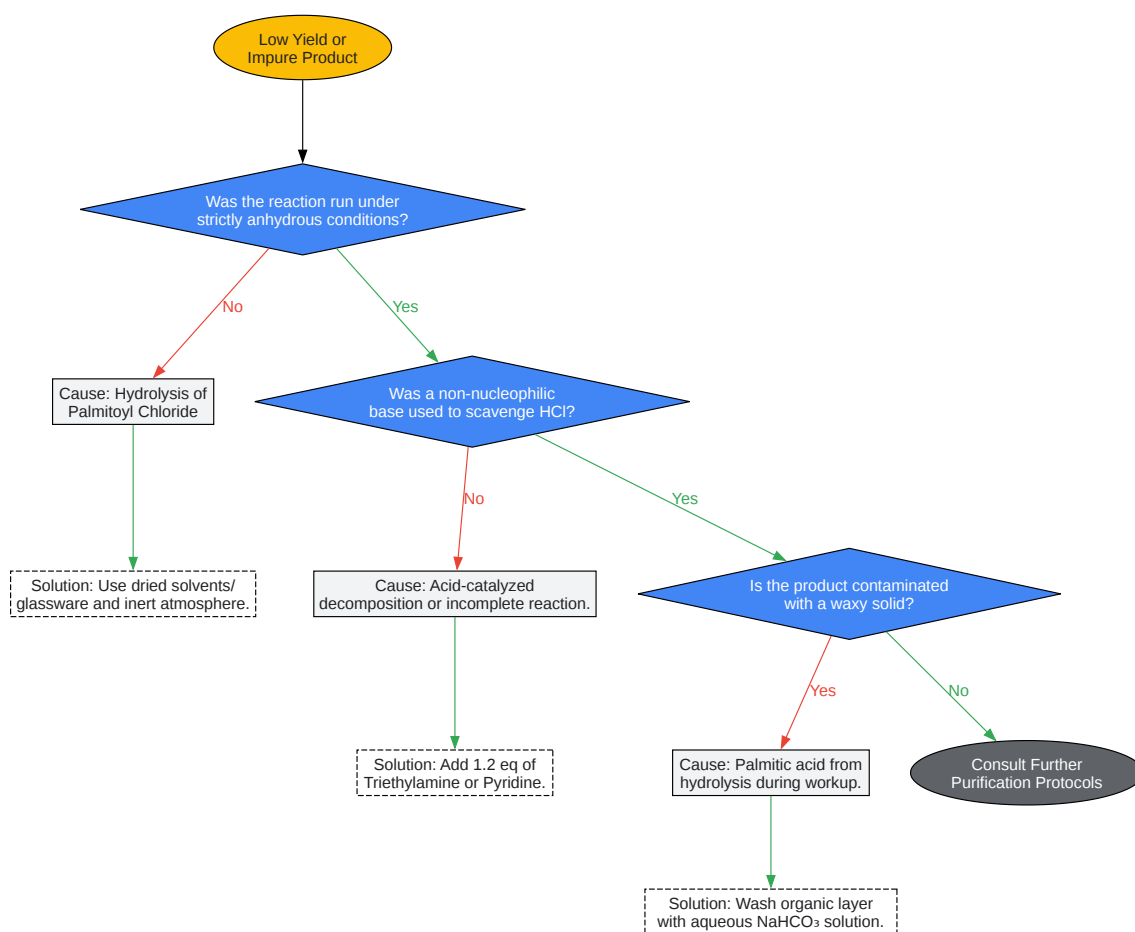 Low Yield or
Impure Product
Was the reaction run under
strictly anhydrous conditions?
No
Yes
Cause: Hydrolysis of
Palmitoyl Chloride
Was a non-nucleophilic
base used to scavenge HCl?
No
Yes
Solution: Use dried solvents/
glassware and inert atmosphere.
Cause: Acid-catalyzed
decomposition or incomplete reaction.
Is the product contaminated
with a waxy solid?
Yes
No
Solution: Add 1.2 eq of
Triethylamine or Pyridine.
Cause: Palmitic acid from
hydrolysis during workup.
Consult Further
Purification Protocols
Solution: Wash organic layer
with aqueous NaHCO₃ solution.